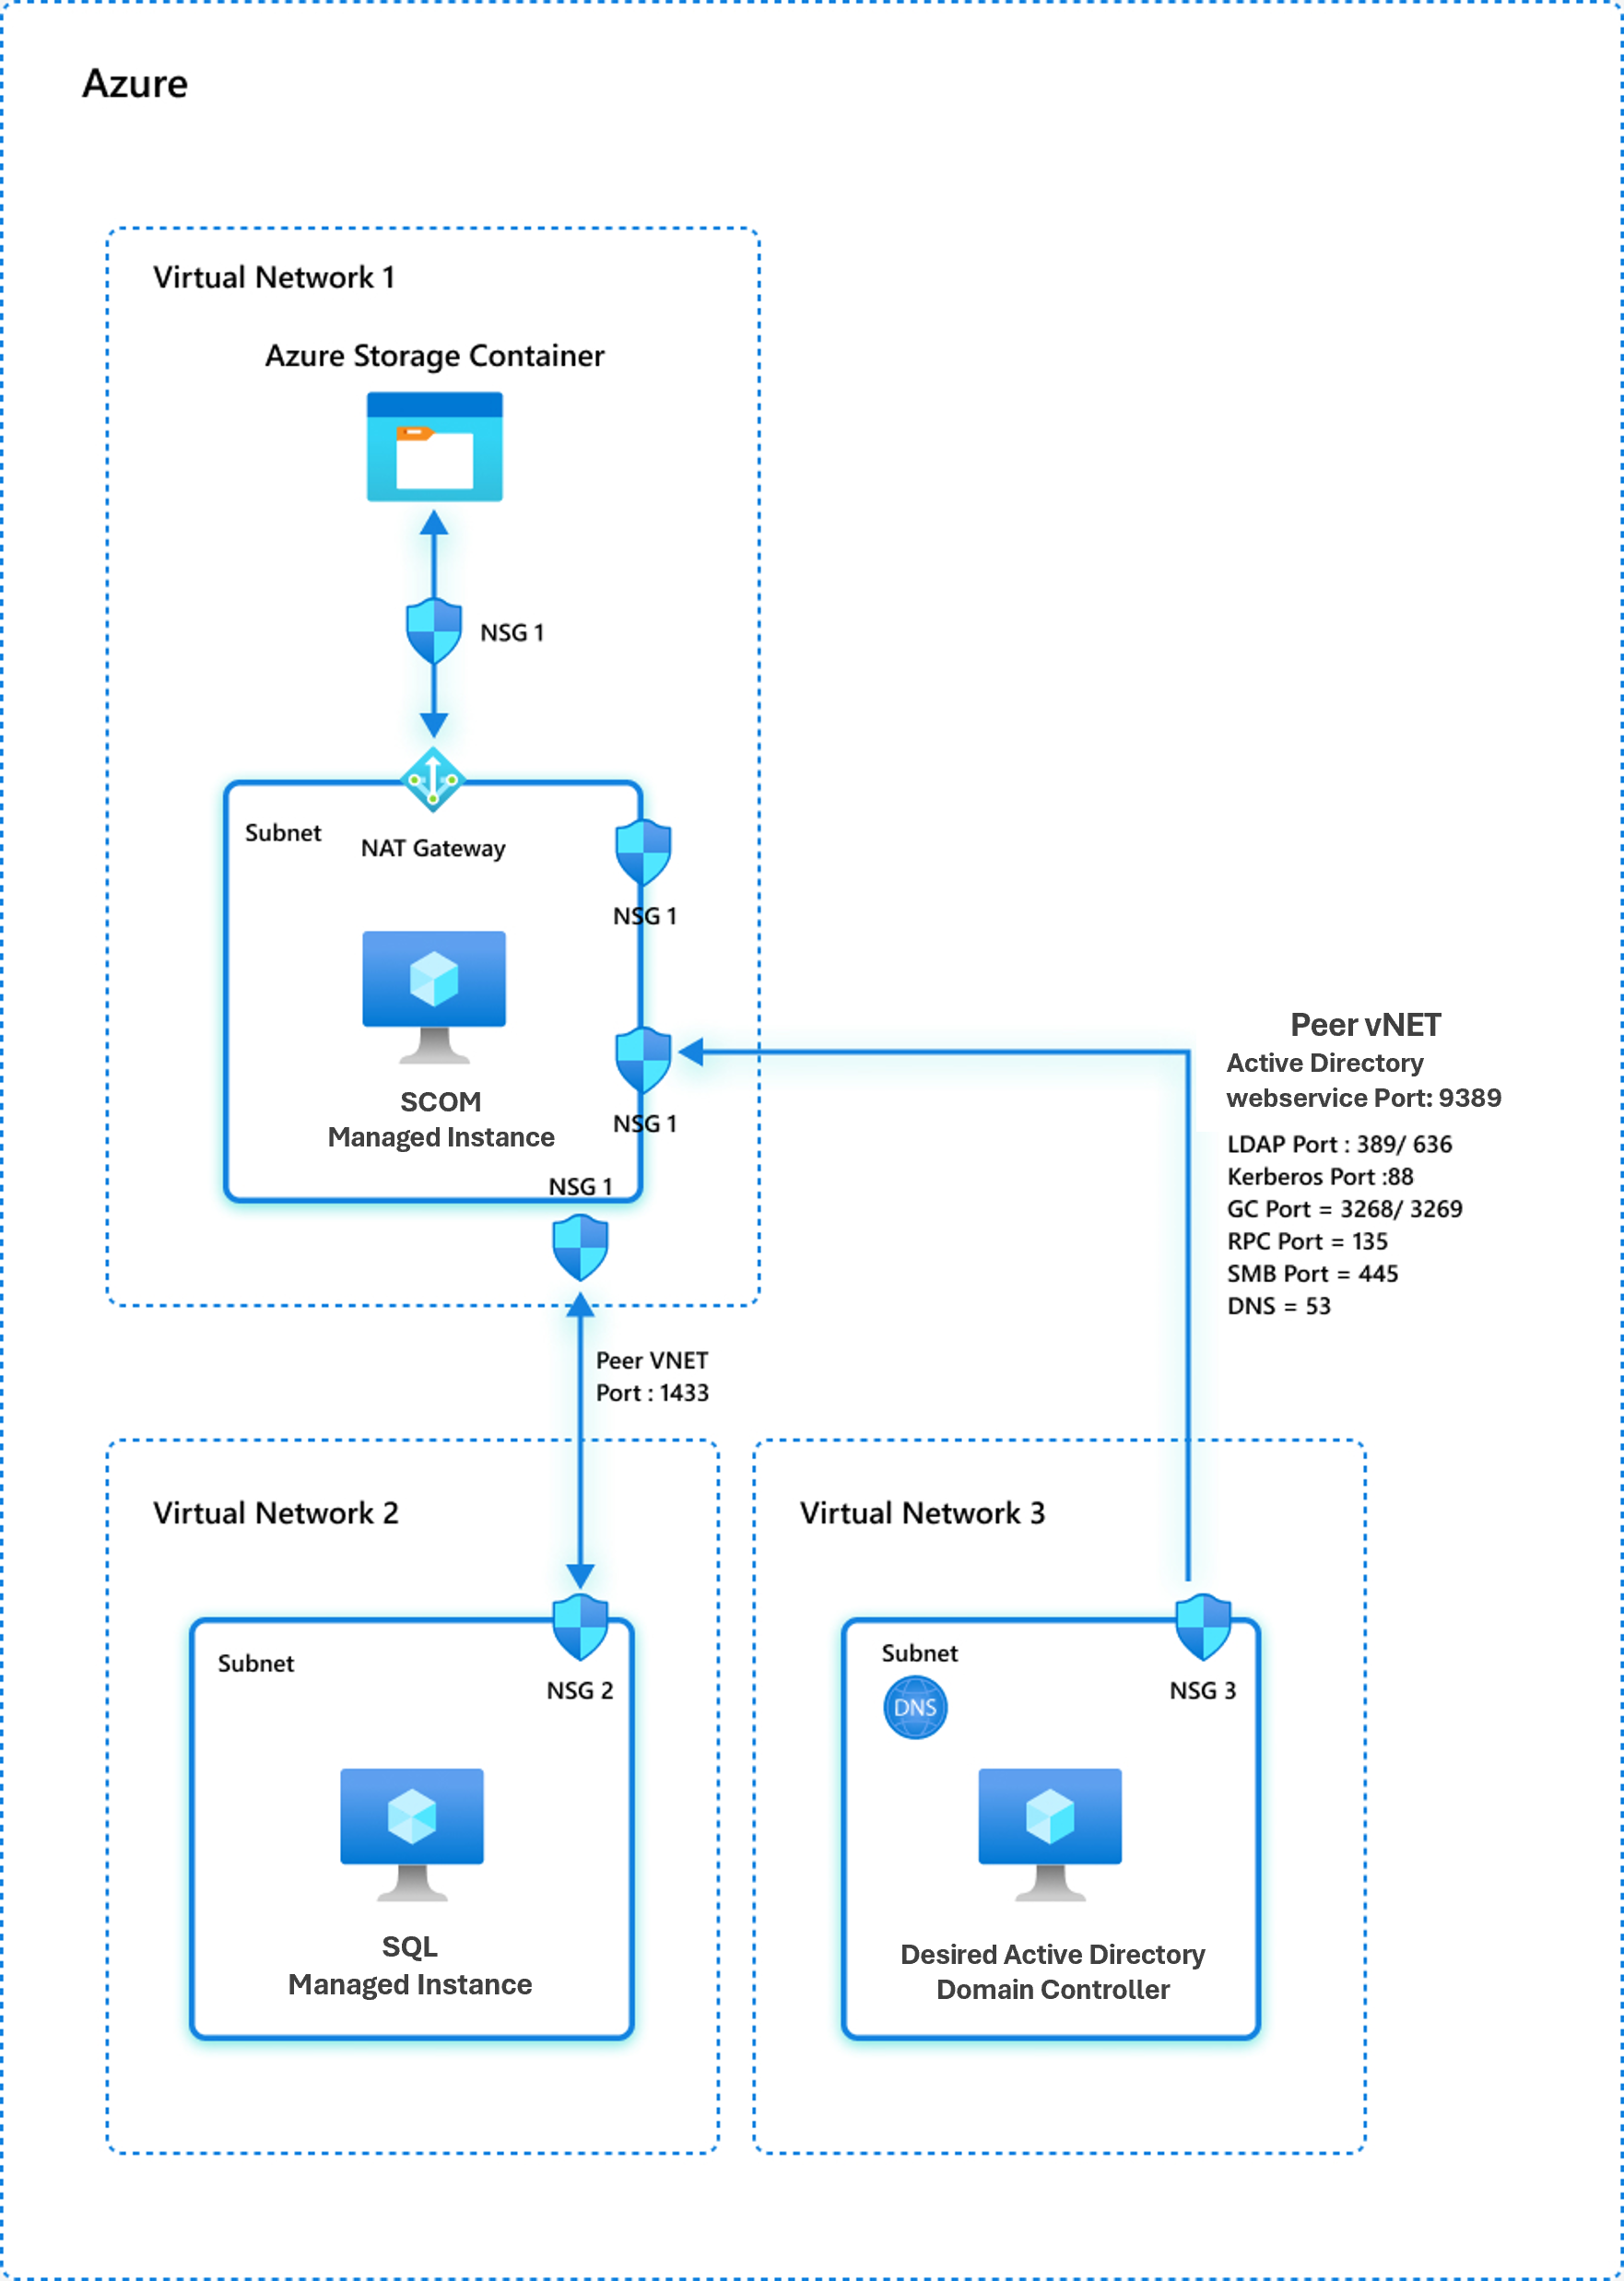 Azure
Virtual Network 1
Azure Storage Container
NSG 1
Subnet
NAT Gateway
NSG 1
SCOM
Managed Instance
NSG 1
NSG 1
Peer vNET
Active Directory
webservice Port: 9389
LDAP Port : 389/ 636
Kerberos Port :88
GC Port = 3268/ 3269
RPC Port = 135
SMB Port = 445
DNS = 53
Peer VNET
Port : 1433
Virtual Network 2
Subnet
NSG 2
SQL
Managed Instance
Virtual Network 3
Subnet
DNS
NSG 3
Desired Active Directory
Domain Controller